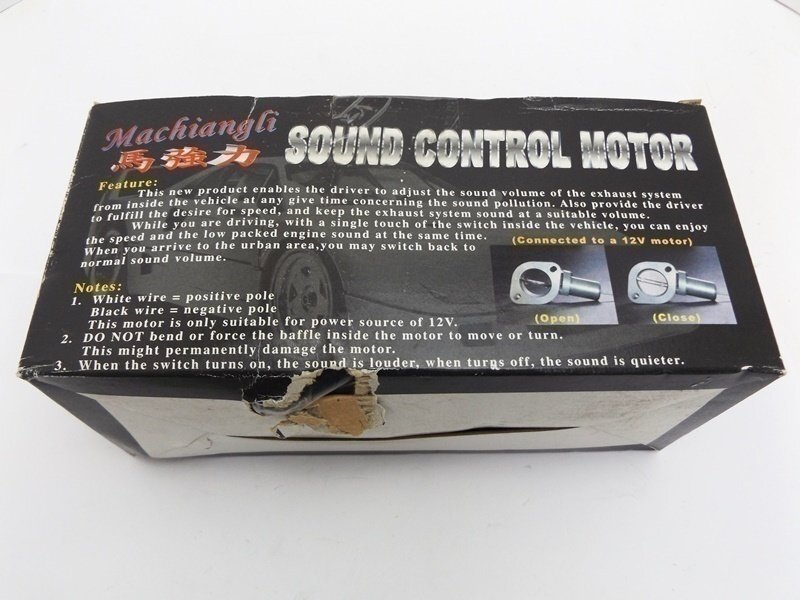 Machiangli
馬強力
SOUND CONTROL MOTOR
Feature:
This new product enables the driver to adjust the sound volume of the exhaust system
from inside the vehicle at any give time concerning the sound pollution. Also provide the driver
to fulfill the desire for speed, and keep the exhaust system sound at a suitable volume.
While you are driving, with a single touch of the switch inside the vehicle, you can enjoy
the speed and the low packed engine sound at the same time.
When you arrive to the urban area,you may switch back to
normal sound volume.
(Connected to a 12V motor)
(Open)
(Close)
Notes:
1. White wire = positive pole
Black wire = negative pole
This motor is only suitable for power source of 12V.
2. DO NOT bend or force the baffle inside the motor to move or turn.
This might permanently damage the motor.
3. When the switch turns on, the sound is louder, when turns off, the sound is quieter.